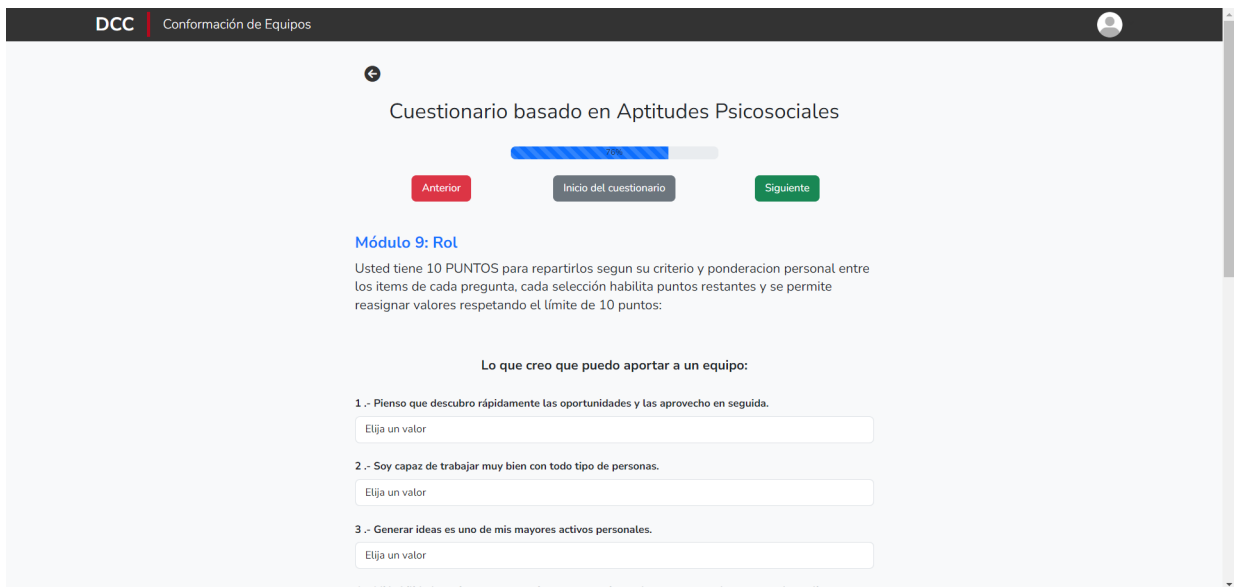 DCC Conformación de Equipos
Cuestionario basado en Aptitudes Psicosociales
76%
Anterior Inicio del cuestionario Siguiente
Módulo 9: Rol
Usted tiene 10 PUNTOS para repartirlos segun su criterio y ponderacion personal entre
los items de cada pregunta, cada selección habilita puntos restantes y se permite
reasignar valores respetando el límite de 10 puntos:
Lo que creo que puedo aportar a un equipo:
1 .- Pienso que descubro rápidamente las oportunidades y las aprovecho en seguida.
Elija un valor
2 .- Soy capaz de trabajar muy bien con todo tipo de personas.
Elija un valor
3 .- Generar ideas es uno de mis mayores activos personales.
Elija un valor